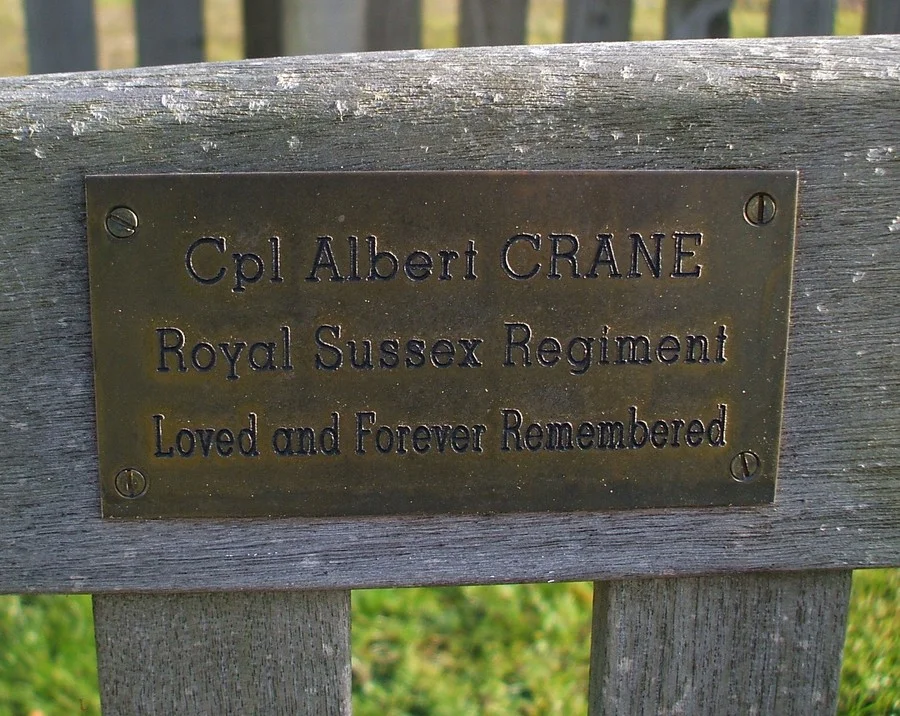 Cpl Albert CRANE
Royal Sussex Regiment
Loved and Forever Remembered